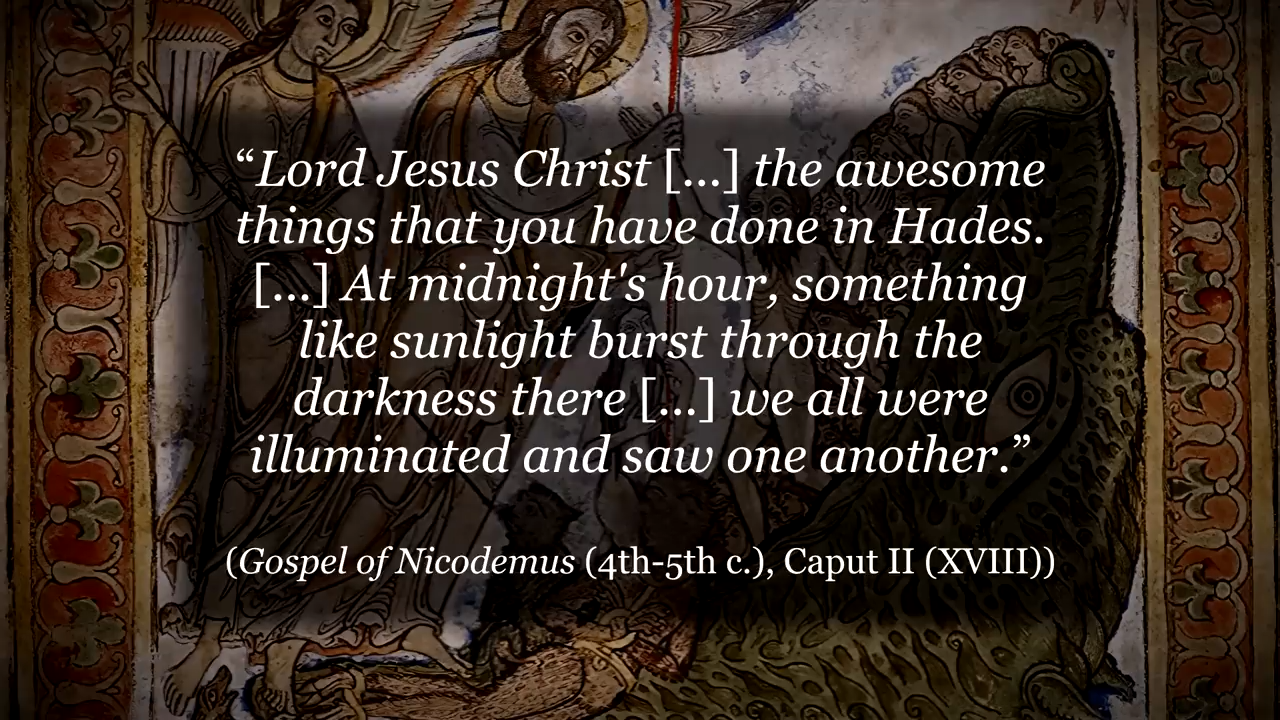 “Lord Jesus Christ [...] the awesome
things that you have done in Hades.
[...] At midnight's hour, something
like sunlight burst through the
darkness there [...] we all were
illuminated and saw one another.”
(Gospel of Nicodemus (4th-5th c.), Caput II (XVIII))